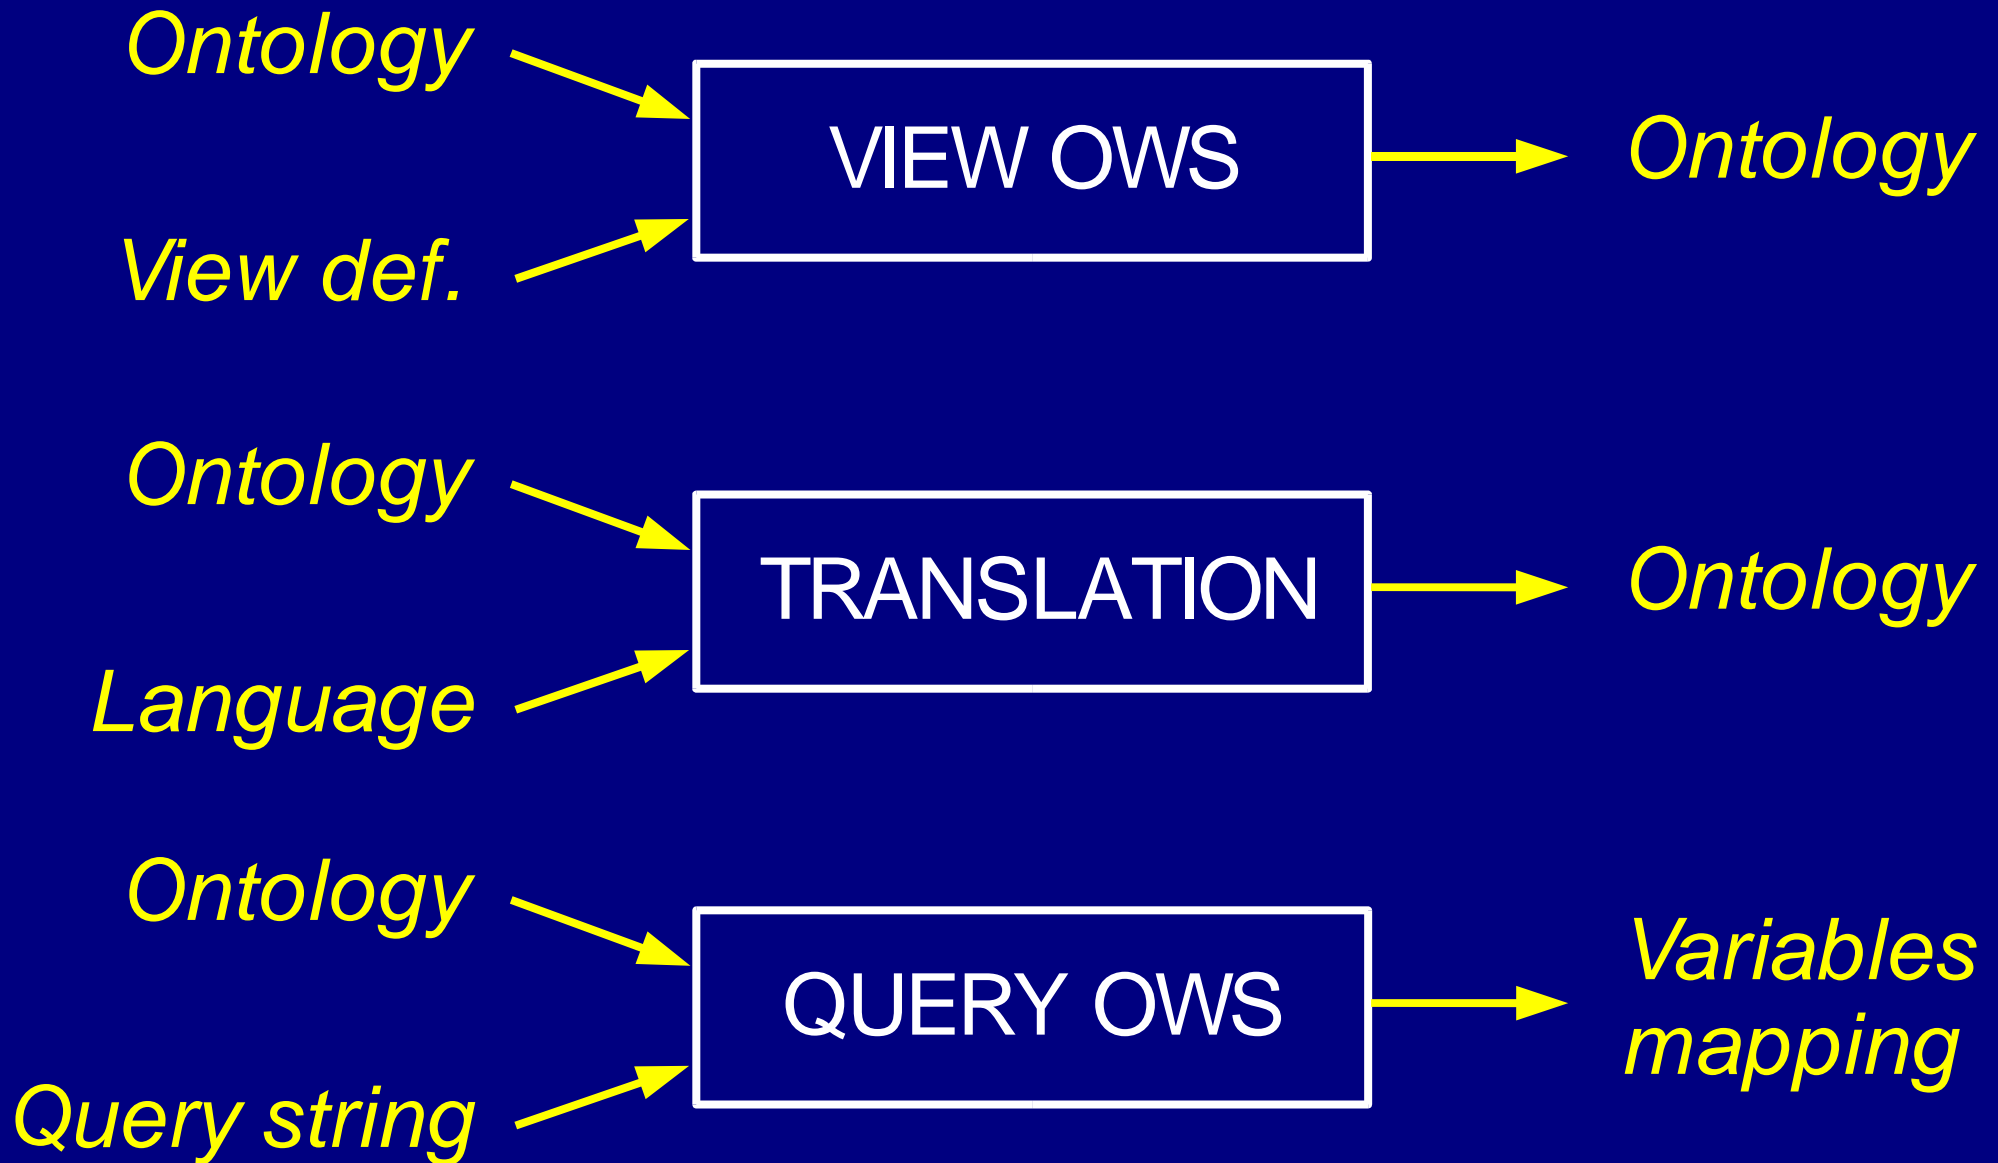 Ontology
VIEW OWS
Ontology
View def.
Ontology
TRANSLATION
Ontology
Language
Ontology
QUERY OWS
Variables
mapping
Query string